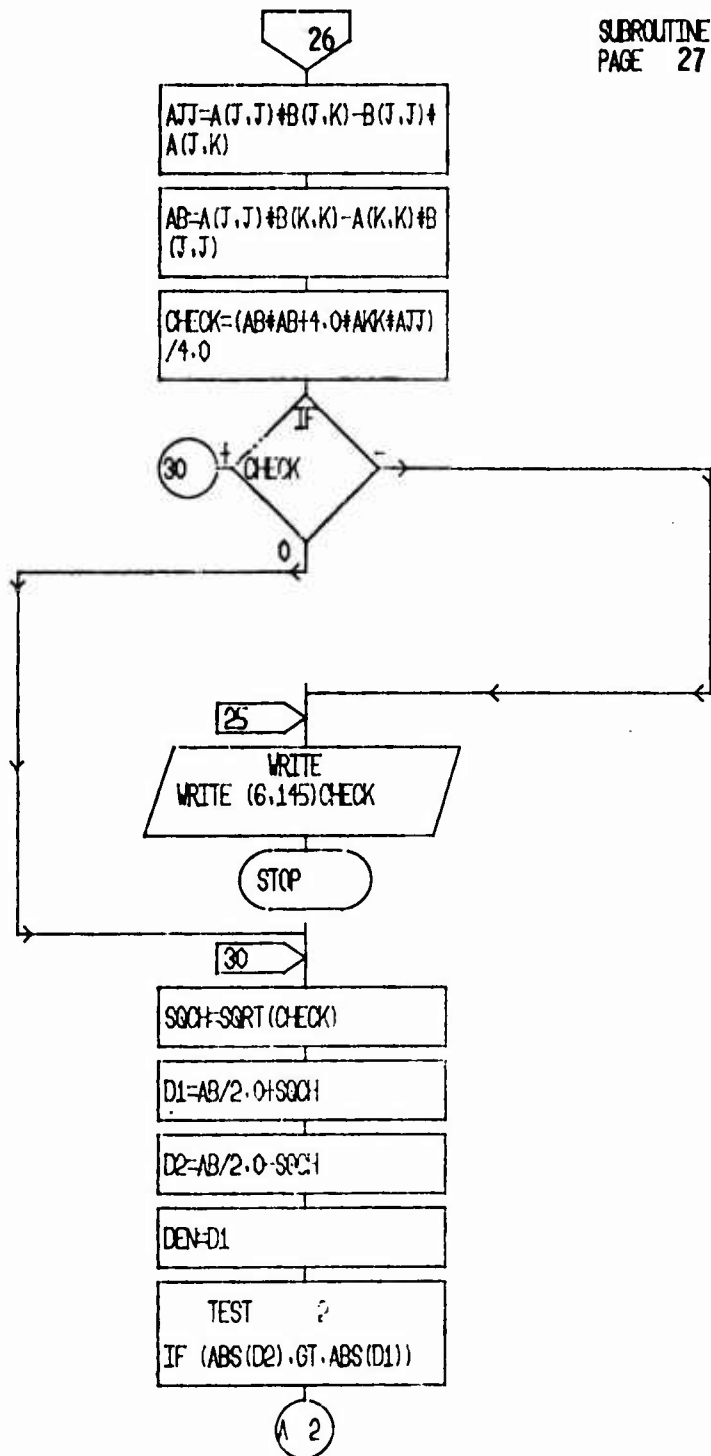 26
SUBROUTINE
PAGE 27
AJJ=A(J,J)*B(J,K)-B(J,J)*
A(J,K)
AB=A(J,J)*B(K,K)-A(K,K)*B
(J,J)
CHECK=(AB*AB+4.0*AKK*AJJ)
/4.0
IF
30 + CHECK -
0
25
WRITE
WRITE (6,145)CHECK
STOP
30
SQCH=SQRT(CHECK)
D1=AB/2.0+SQCH
D2=AB/2.0-SQCH
DEN=D1
TEST 2
IF (ABS(D2).GT.ABS(D1))
A 2